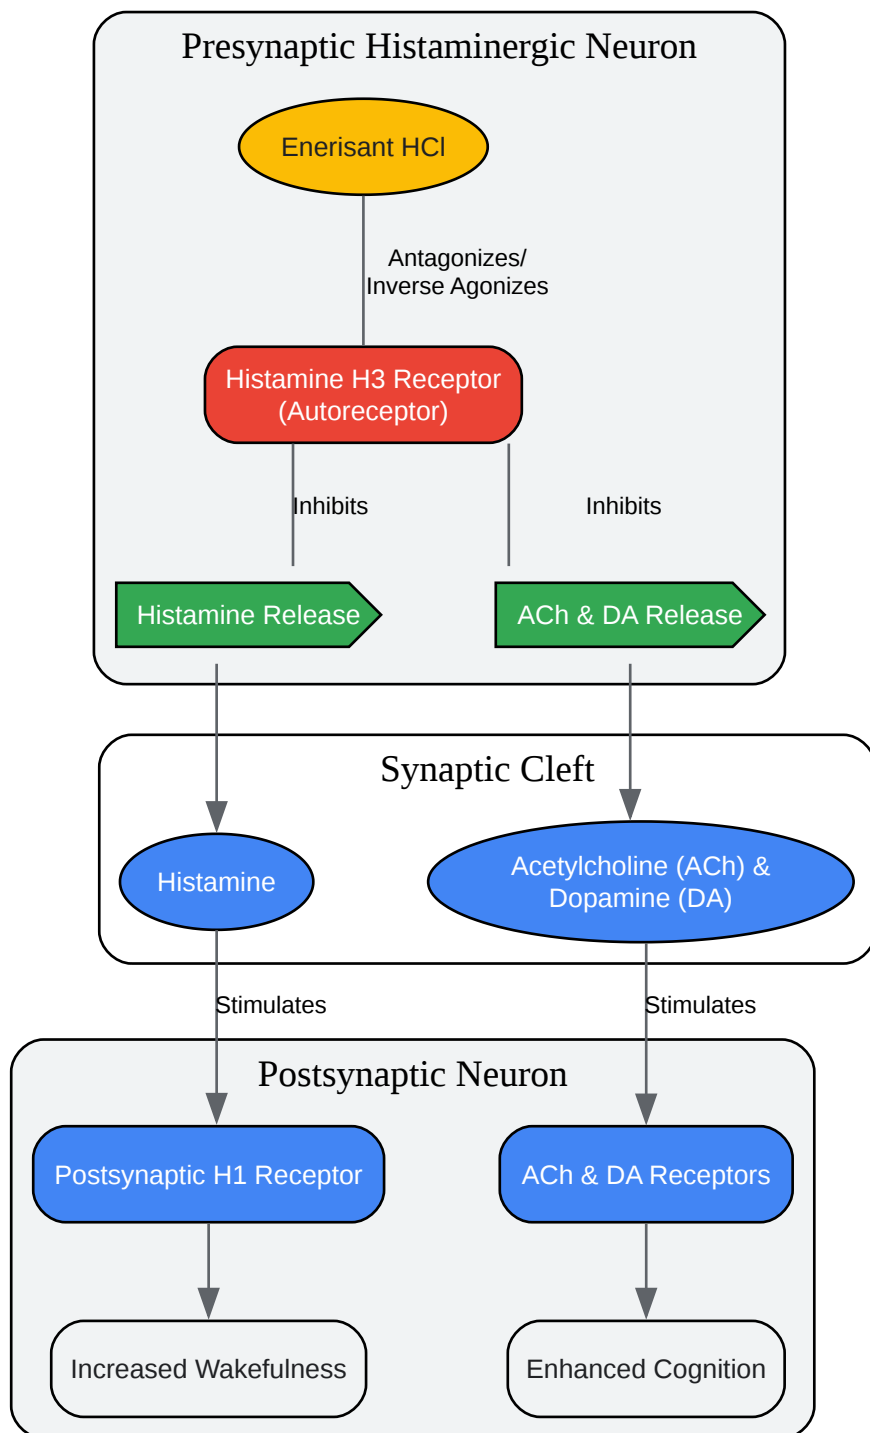 Presynaptic Histaminergic Neuron
Enerisant HCl
Antagonizes/
Inverse Agonizes
Histamine H3 Receptor
(Autoreceptor)
Inhibits
Inhibits
Histamine Release
ACh & DA Release
Synaptic Cleft
Histamine
Acetylcholine (ACh) &
Dopamine (DA)
Stimulates
Stimulates
Postsynaptic Neuron
Postsynaptic H1 Receptor
ACh & DA Receptors
Increased Wakefulness
Enhanced Cognition